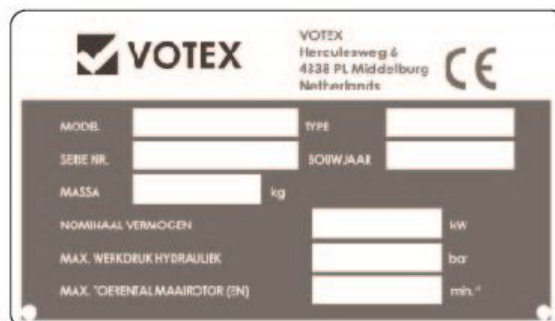 VOTEX
VOTEX
Herculesweg 6
4338 PL Middelburg
Netherlands
CE
MODEL TYPE
SERIE NR. BOUWJAAR
MASSA kg
NOMINAAL VERMOGEN kW
MAX. WERKDRUK HYDRAULIEK bar
MAX. TOERENTAL MAAIROTOR (EN) min.⁻¹